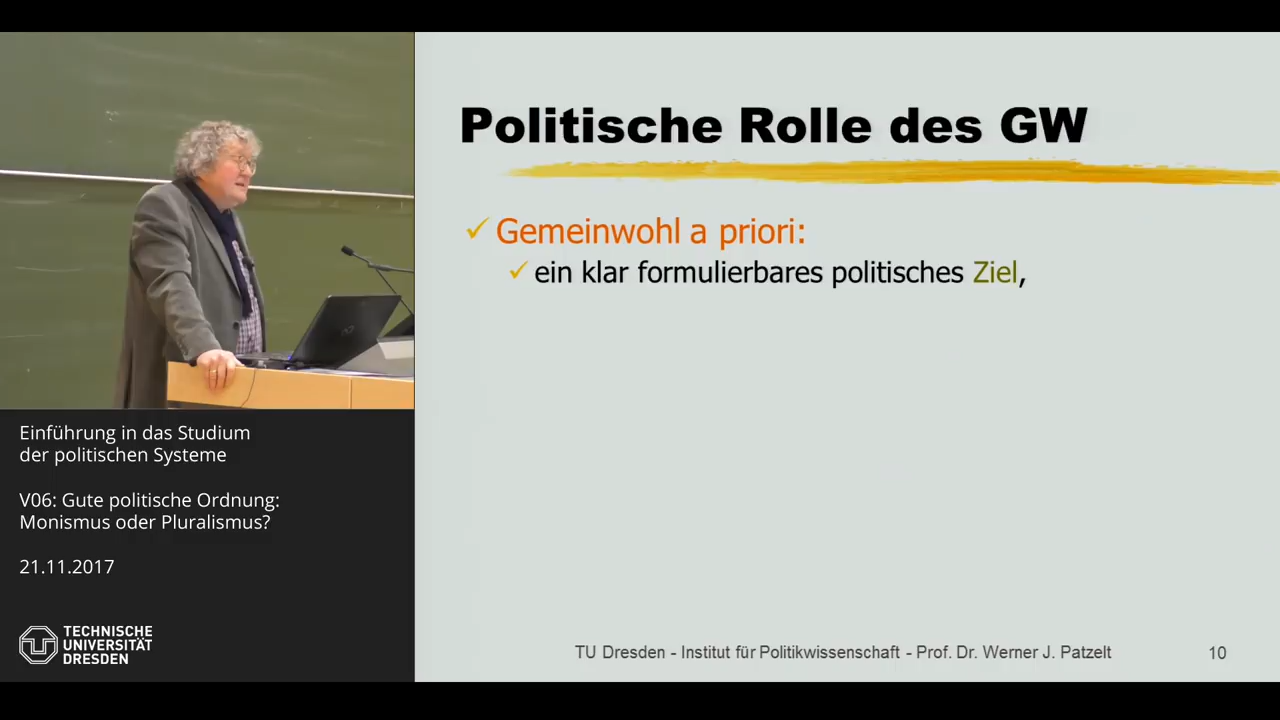 Politische Rolle des GW
Gemeinwohl a priori:
ein klar formulierbares politisches Ziel,
Einführung in das Studium
der politischen Systeme
V06: Gute politische Ordnung:
Monismus oder Pluralismus?
21.11.2017
TECHNISCHE
UNIVERSITÄT
DRESDEN
TU Dresden - Institut für Politikwissenschaft - Prof. Dr. Werner J. Patzelt
10